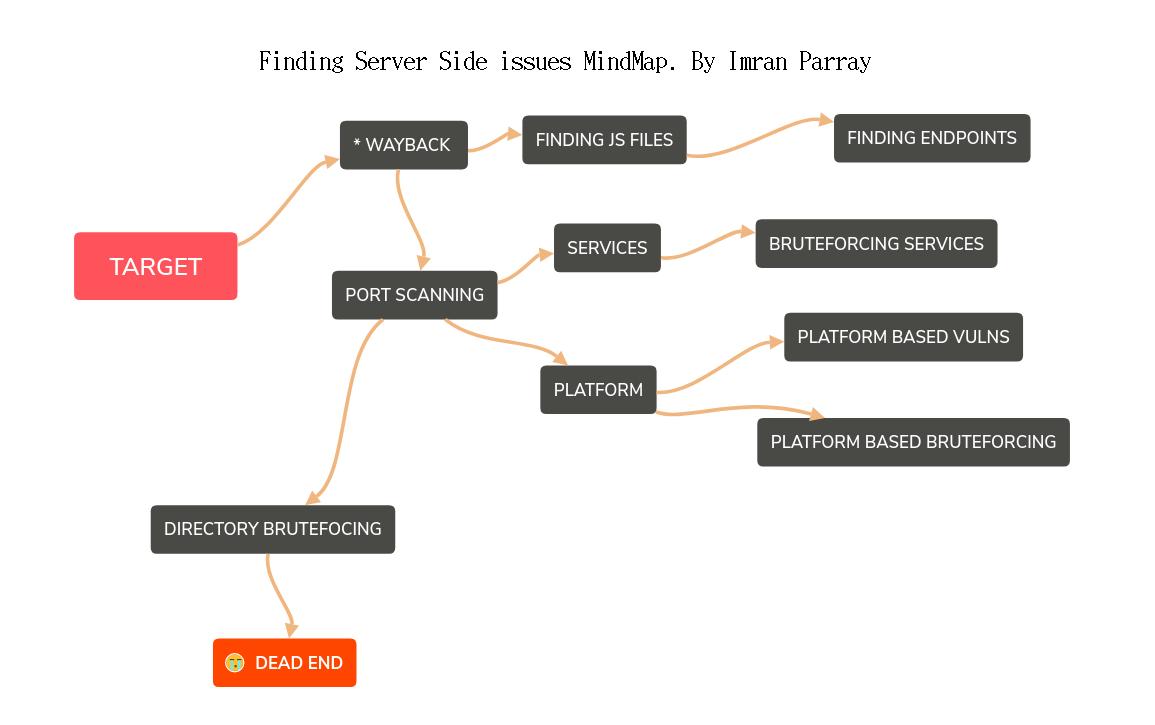 Finding Server Side issues MindMap. By Imran Parray
* WAYBACK
FINDING JS FILES
FINDING ENDPOINTS
TARGET
SERVICES
BRUTEFORCING SERVICES
PORT SCANNING
PLATFORM BASED VULNS
PLATFORM
PLATFORM BASED BRUTEFORCING
DIRECTORY BRUTEFOCING
DEAD END